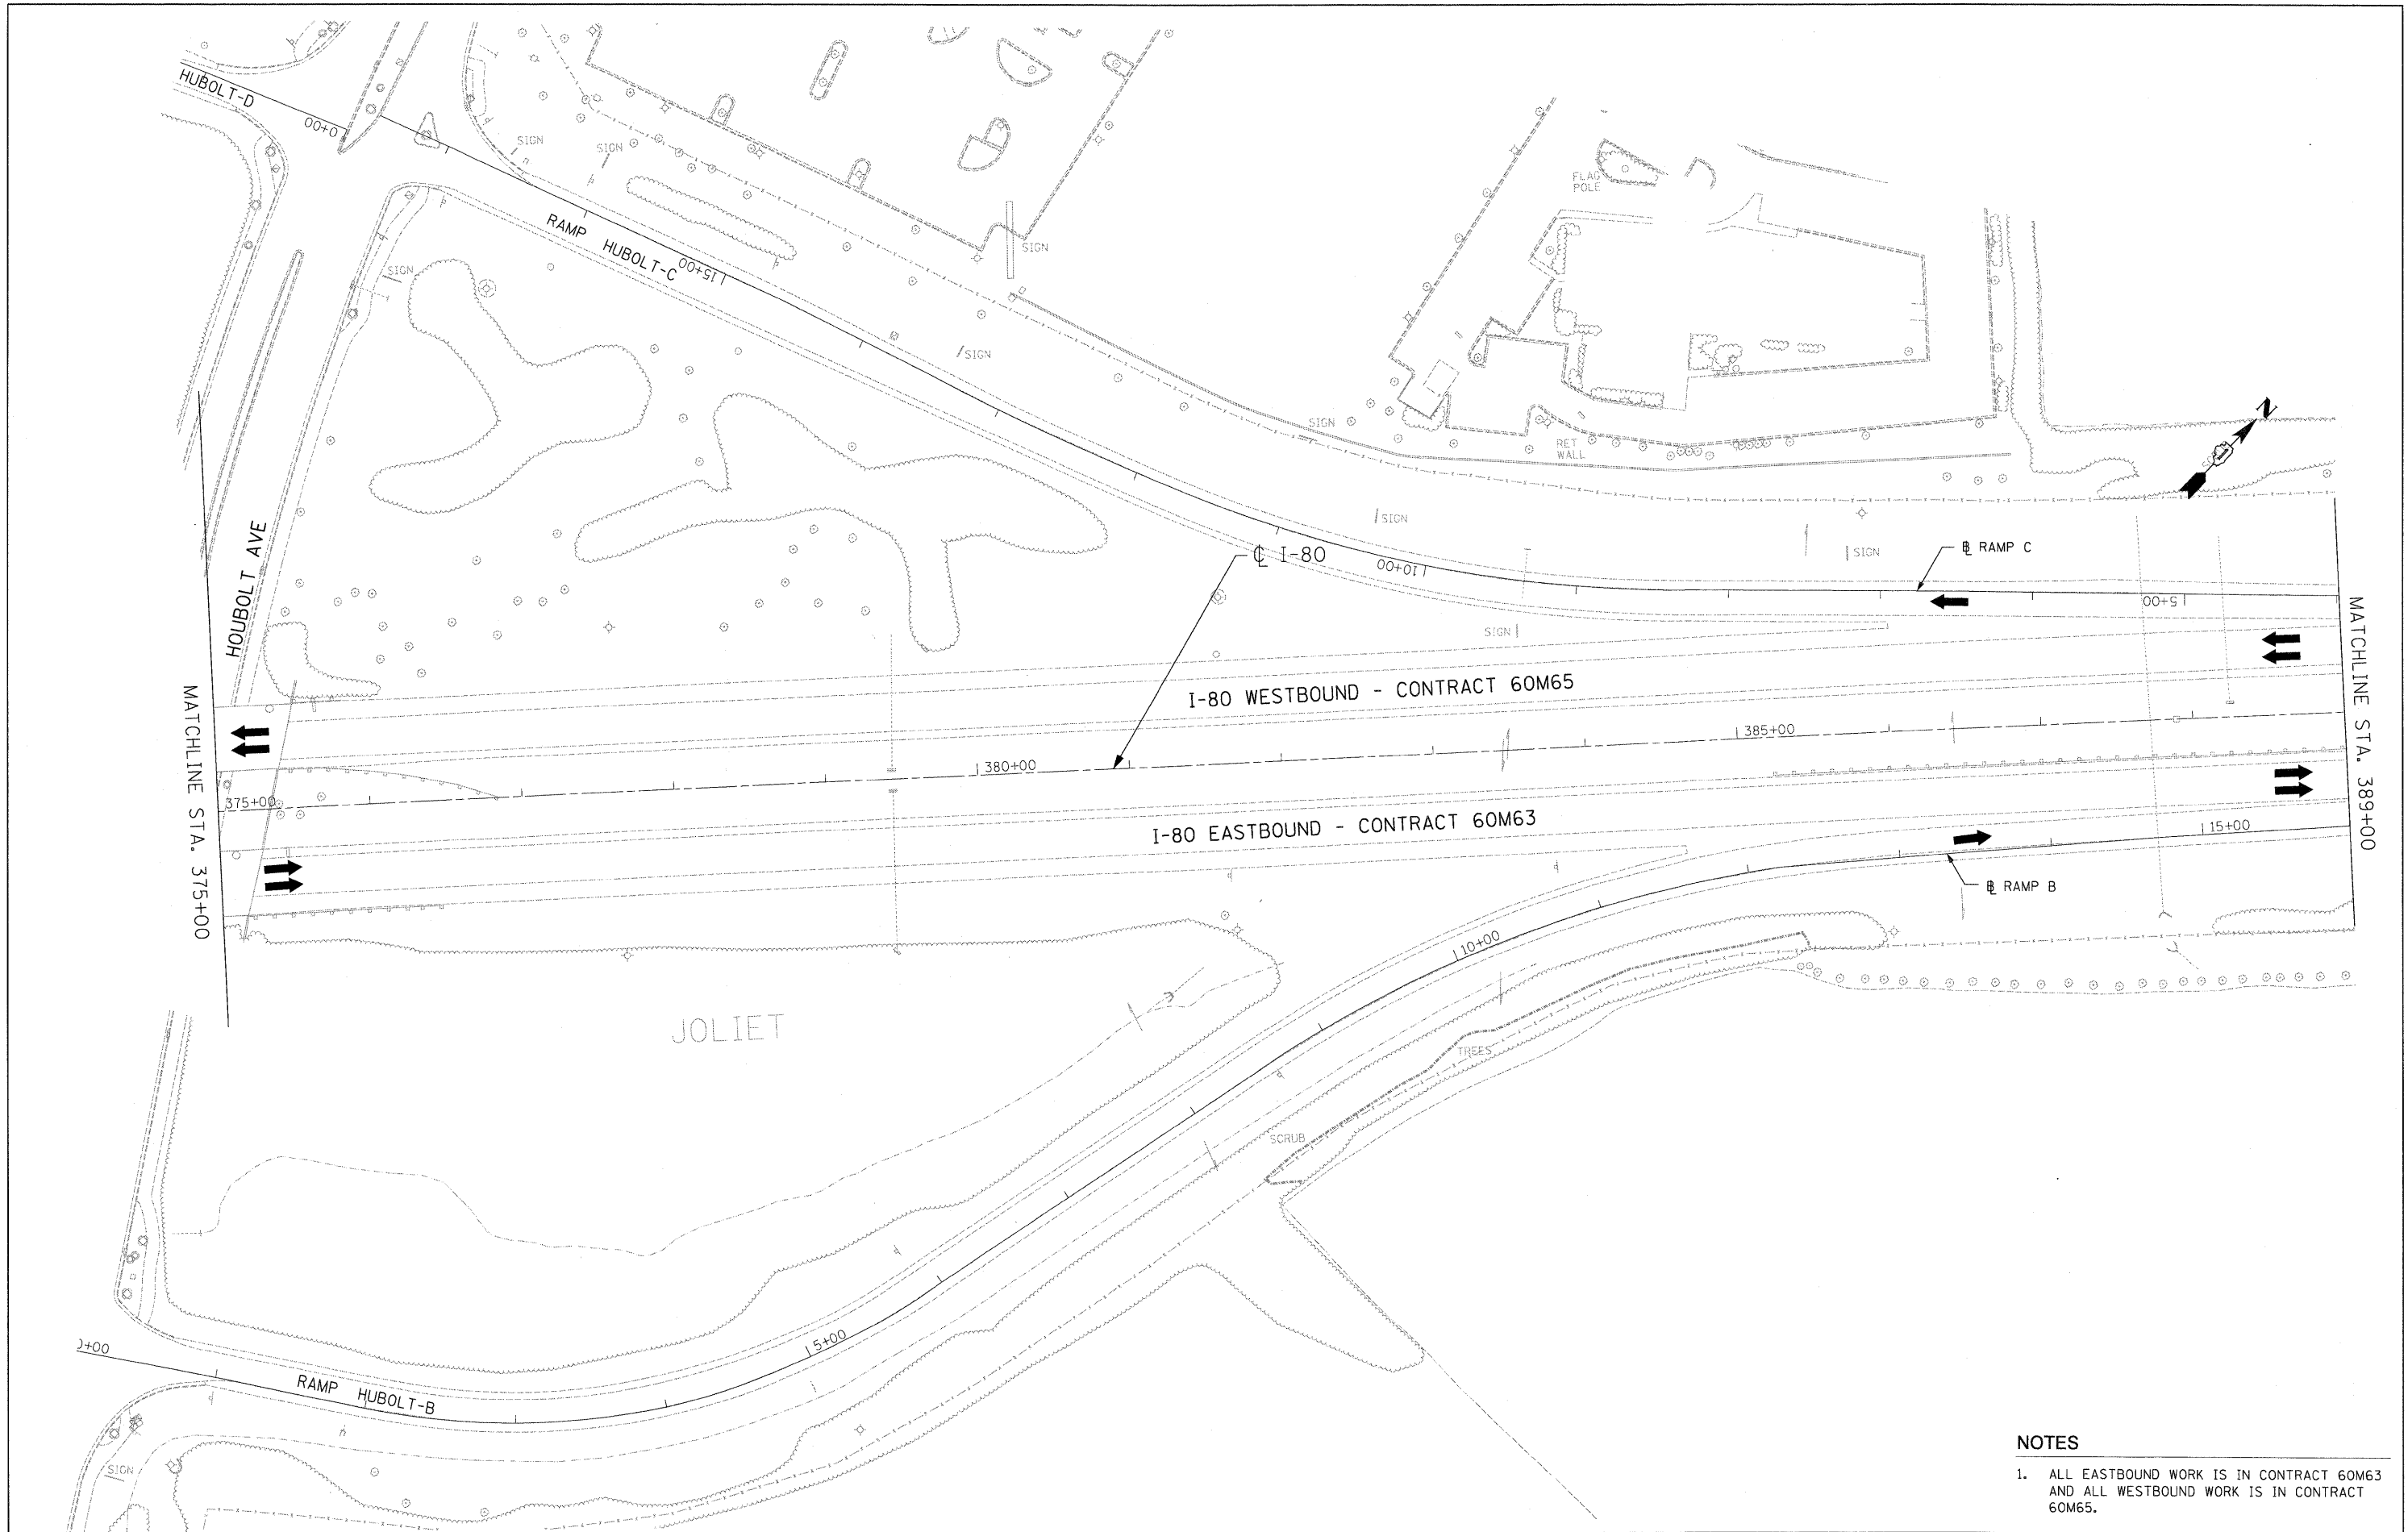 HUBOLT-D
0+00
SIGN
SIGN
RAMP HUBOLT-C
15+00
SIGN
SIGN
SIGN
FLAG
POLE
SIGN
RET
WALL
N
HOUBOLT AVE
SIGN
℄ I-80
10+00
SIGN
B̲L̲ RAMP C
5+00
SIGN
I-80 WESTBOUND - CONTRACT 60M65
MATCHLINE STA. 375+00
MATCHLINE STA. 389+00
375+00
380+00
385+00
I-80 EASTBOUND - CONTRACT 60M63
15+00
BL RAMP B
10+00
JOLIET
TREES
SCRUB
5+00
0+00
RAMP HUBOLT-B
SIGN
NOTES
1. ALL EASTBOUND WORK IS IN CONTRACT 60M63
AND ALL WESTBOUND WORK IS IN CONTRACT
60M65.